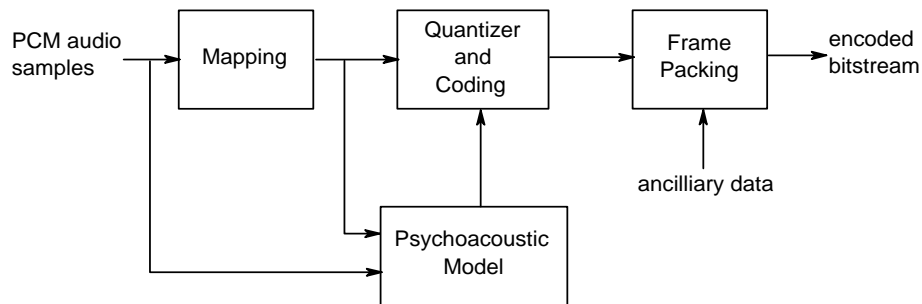 PCM audio
samples
Mapping
Quantizer
and
Coding
Frame
Packing
encoded
bitstream
ancilliary data
Psychoacoustic
Model